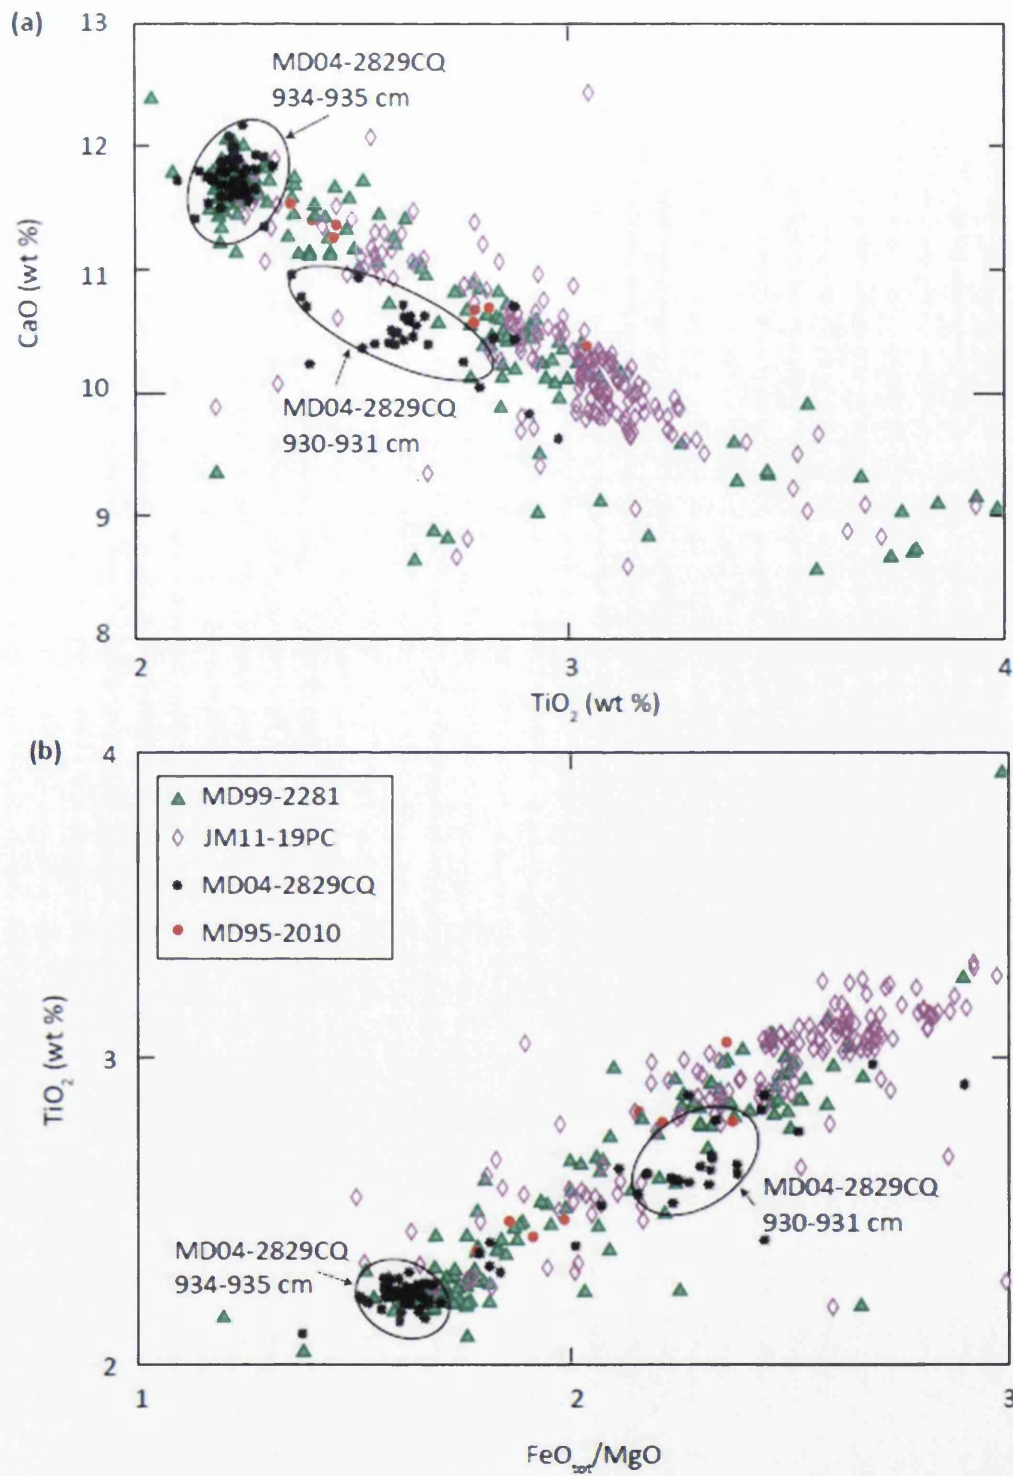 (a)
13
12
11
10
9
8
CaO (wt %)
MD04-2829CQ
934-935 cm
MD04-2829CQ
930-931 cm
2
3
4
TiO₂ (wt %)
(b)
4
3
2
TiO₂ (wt %)
MD99-2281
JM11-19PC
MD04-2829CQ
MD95-2010
MD04-2829CQ
930-931 cm
MD04-2829CQ
934-935 cm
1
2
3
FeOₜₒₜ/MgO